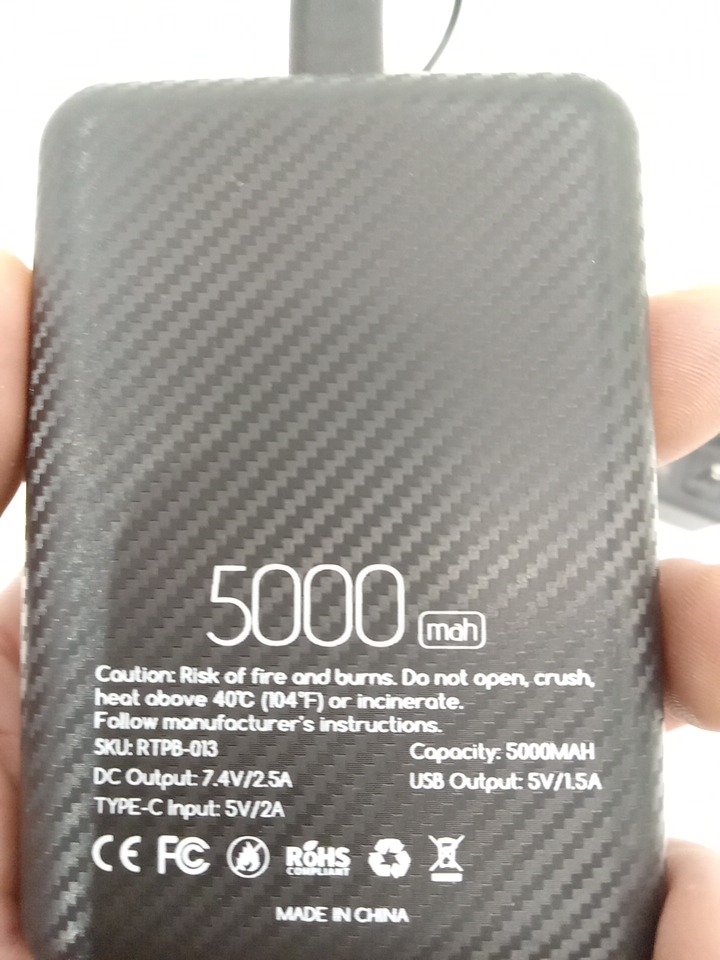 5000 mah
Caution: Risk of fire and burns. Do not open, crush,
heat above 40°C (104°F) or incinerate.
Follow manufacturer's instructions.
SKU: RTPB-013 Capacity: 5000MAH
DC Output: 7.4V/2.5A USB Output: 5V/1.5A
TYPE-C Input: 5V/2A
CE FC RoHS
COMPLIANT
MADE IN CHINA